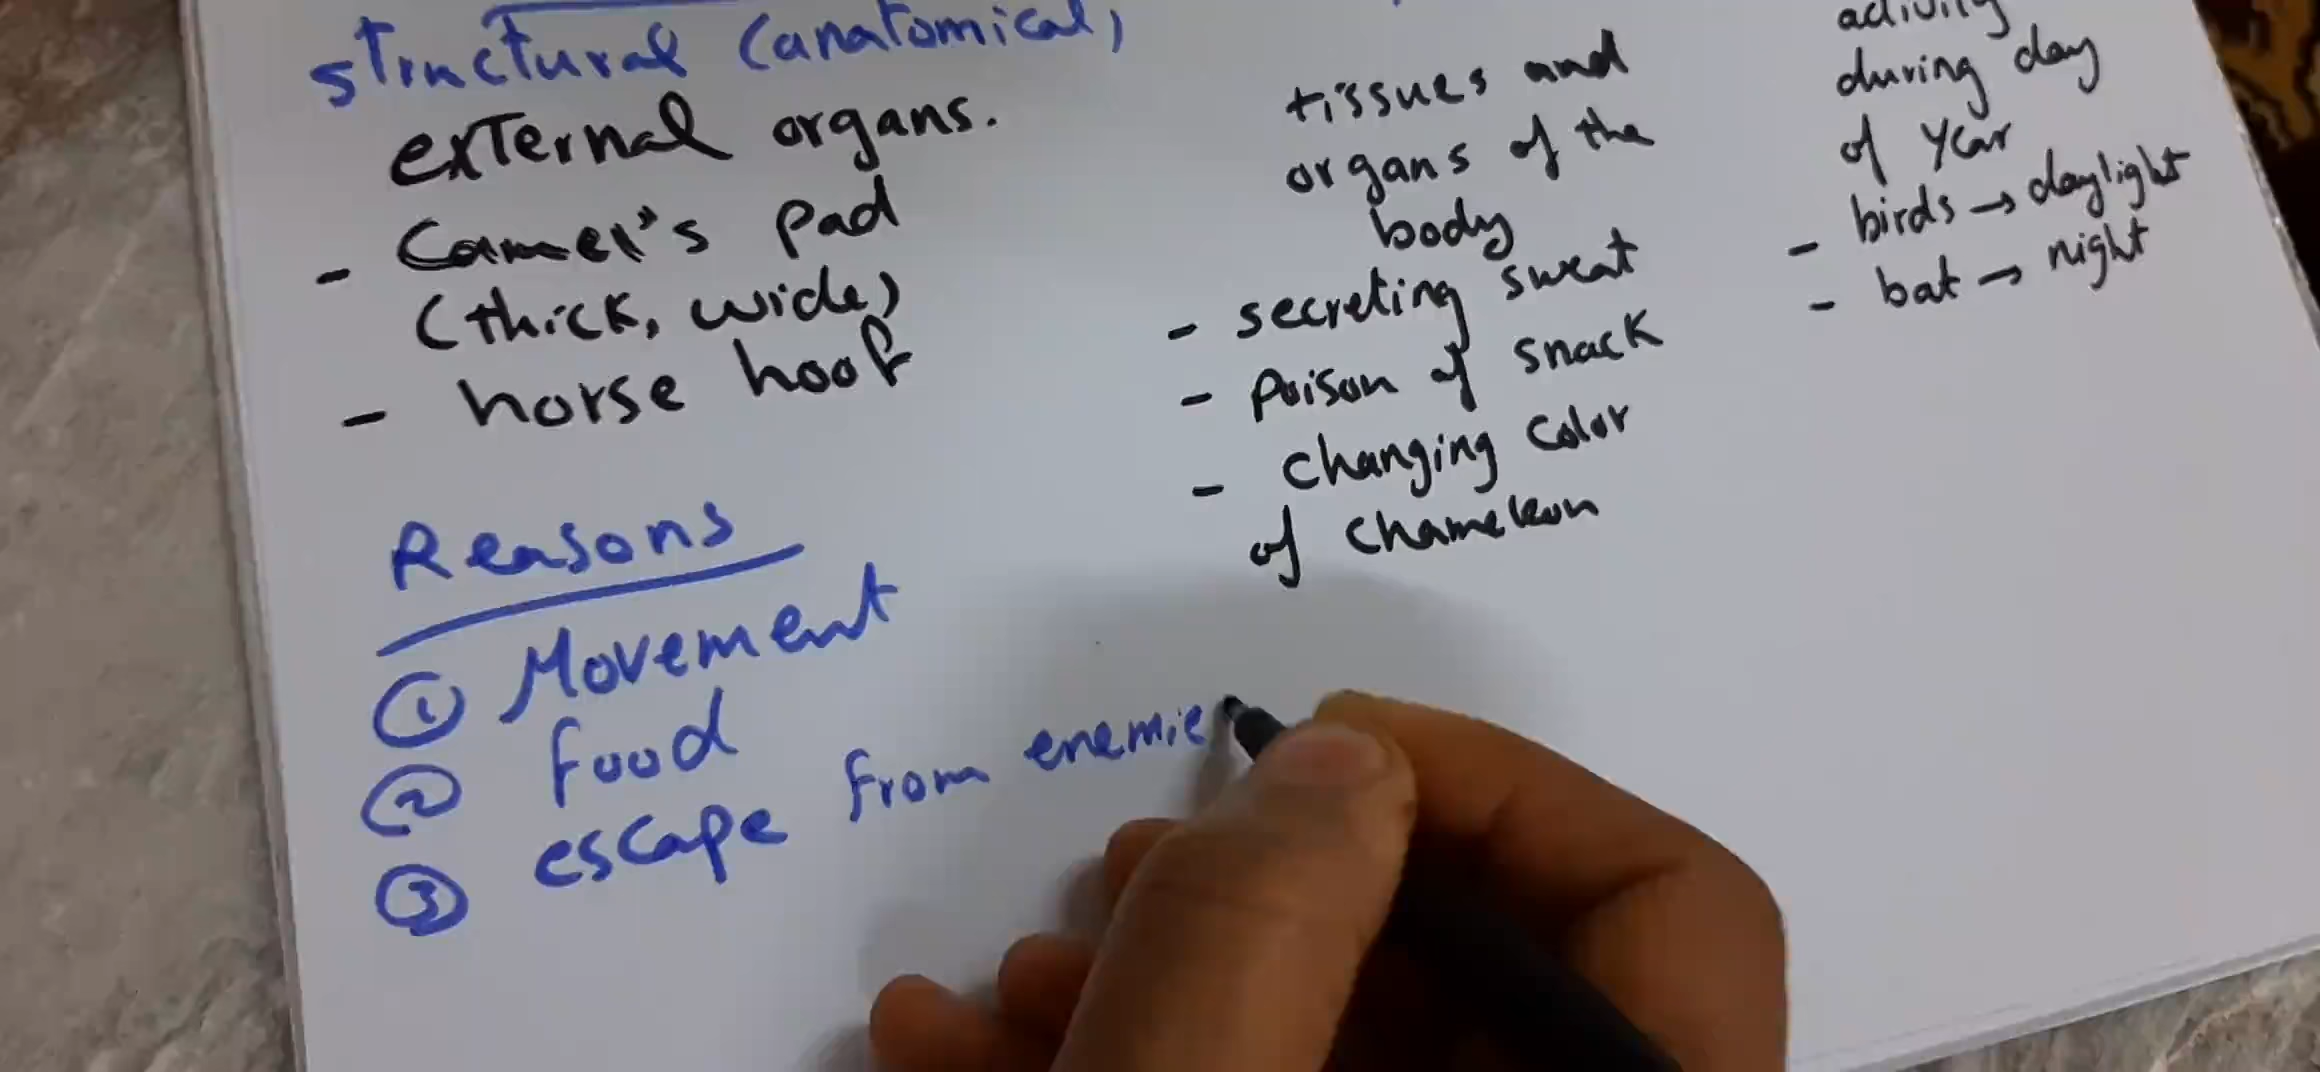 structural (anatomical)
external organs.
- Camel's pad
(thick, wide)
- horse hoof
tissues and
organs of the
body
- secreting sweat
- poison of snack
- changing color
of chameleon
activity
during day
of year
- birds → daylight
- bat → night
Reasons
① Movement
② food
③ escape from enemie